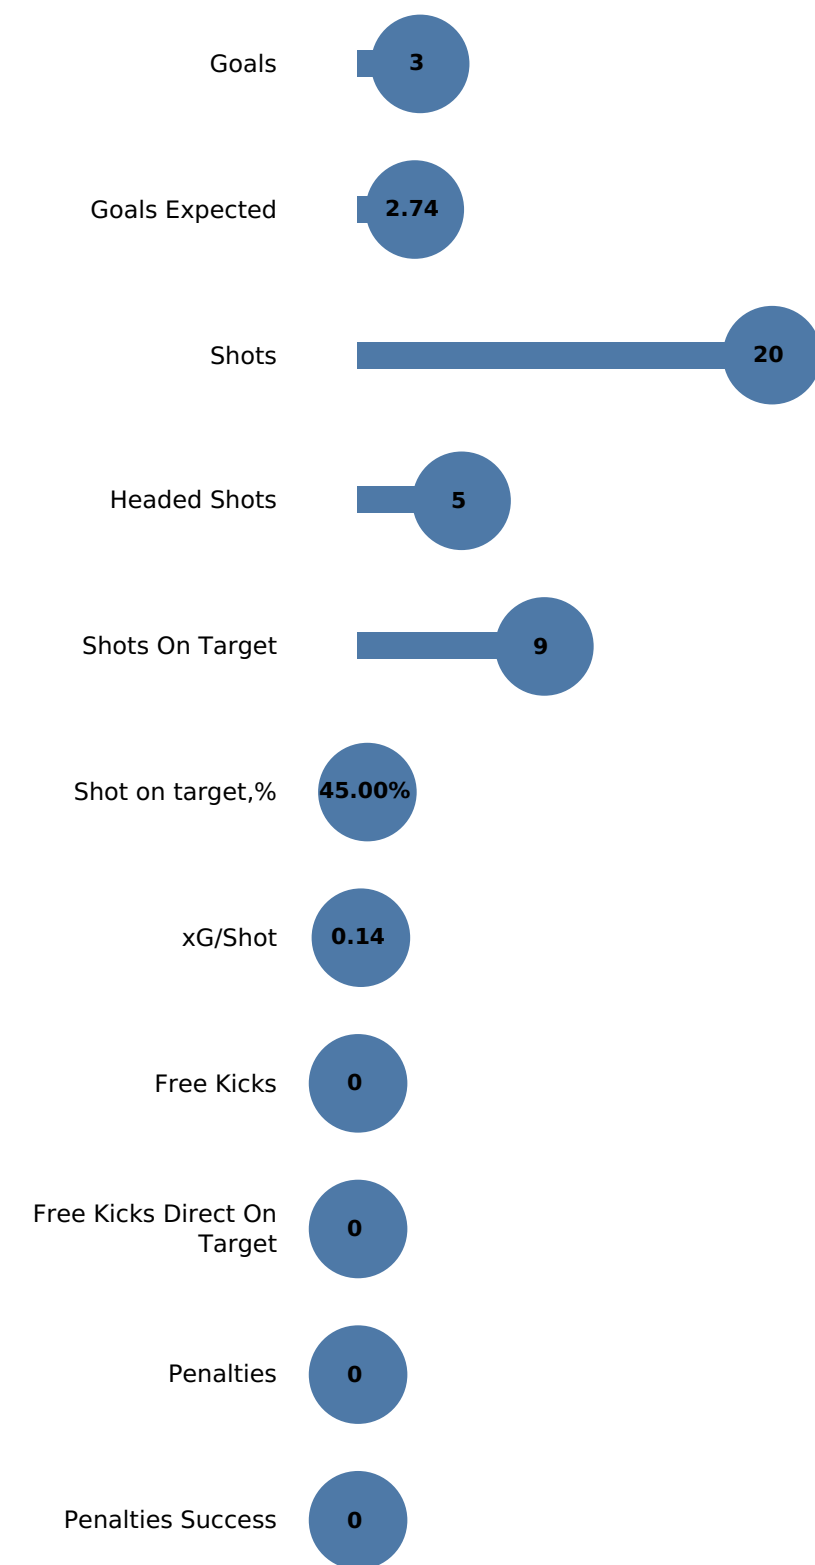 Goals
3
Goals Expected
2.74
Shots
20
Headed Shots
5
Shots On Target
9
Shot on target,%
45.00%
xG/Shot
0.14
Free Kicks
0
Free Kicks Direct On
Target
0
Penalties
0
Penalties Success
0